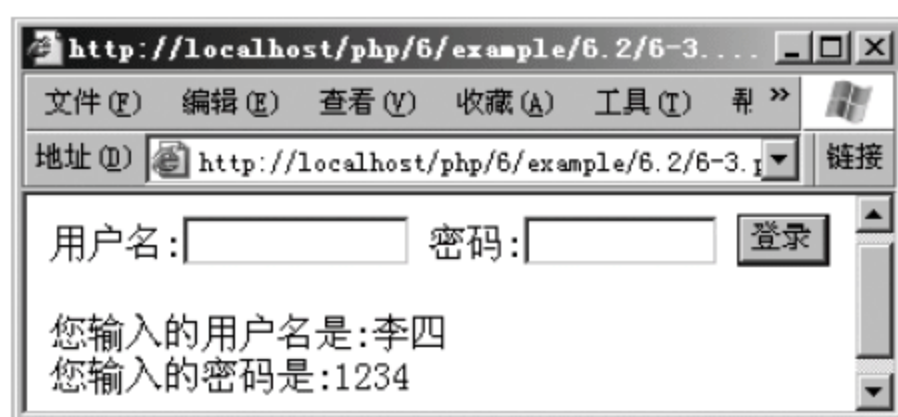 http://localhost/php/6/example/6.2/6-3....
文件(F) 编辑(E) 查看(V) 收藏(A) 工具(T) »
地址(D) http://localhost/php/6/example/6.2/6-3.p 链接
用户名: 密码: 登录
您输入的用户名是:李四
您输入的密码是:1234